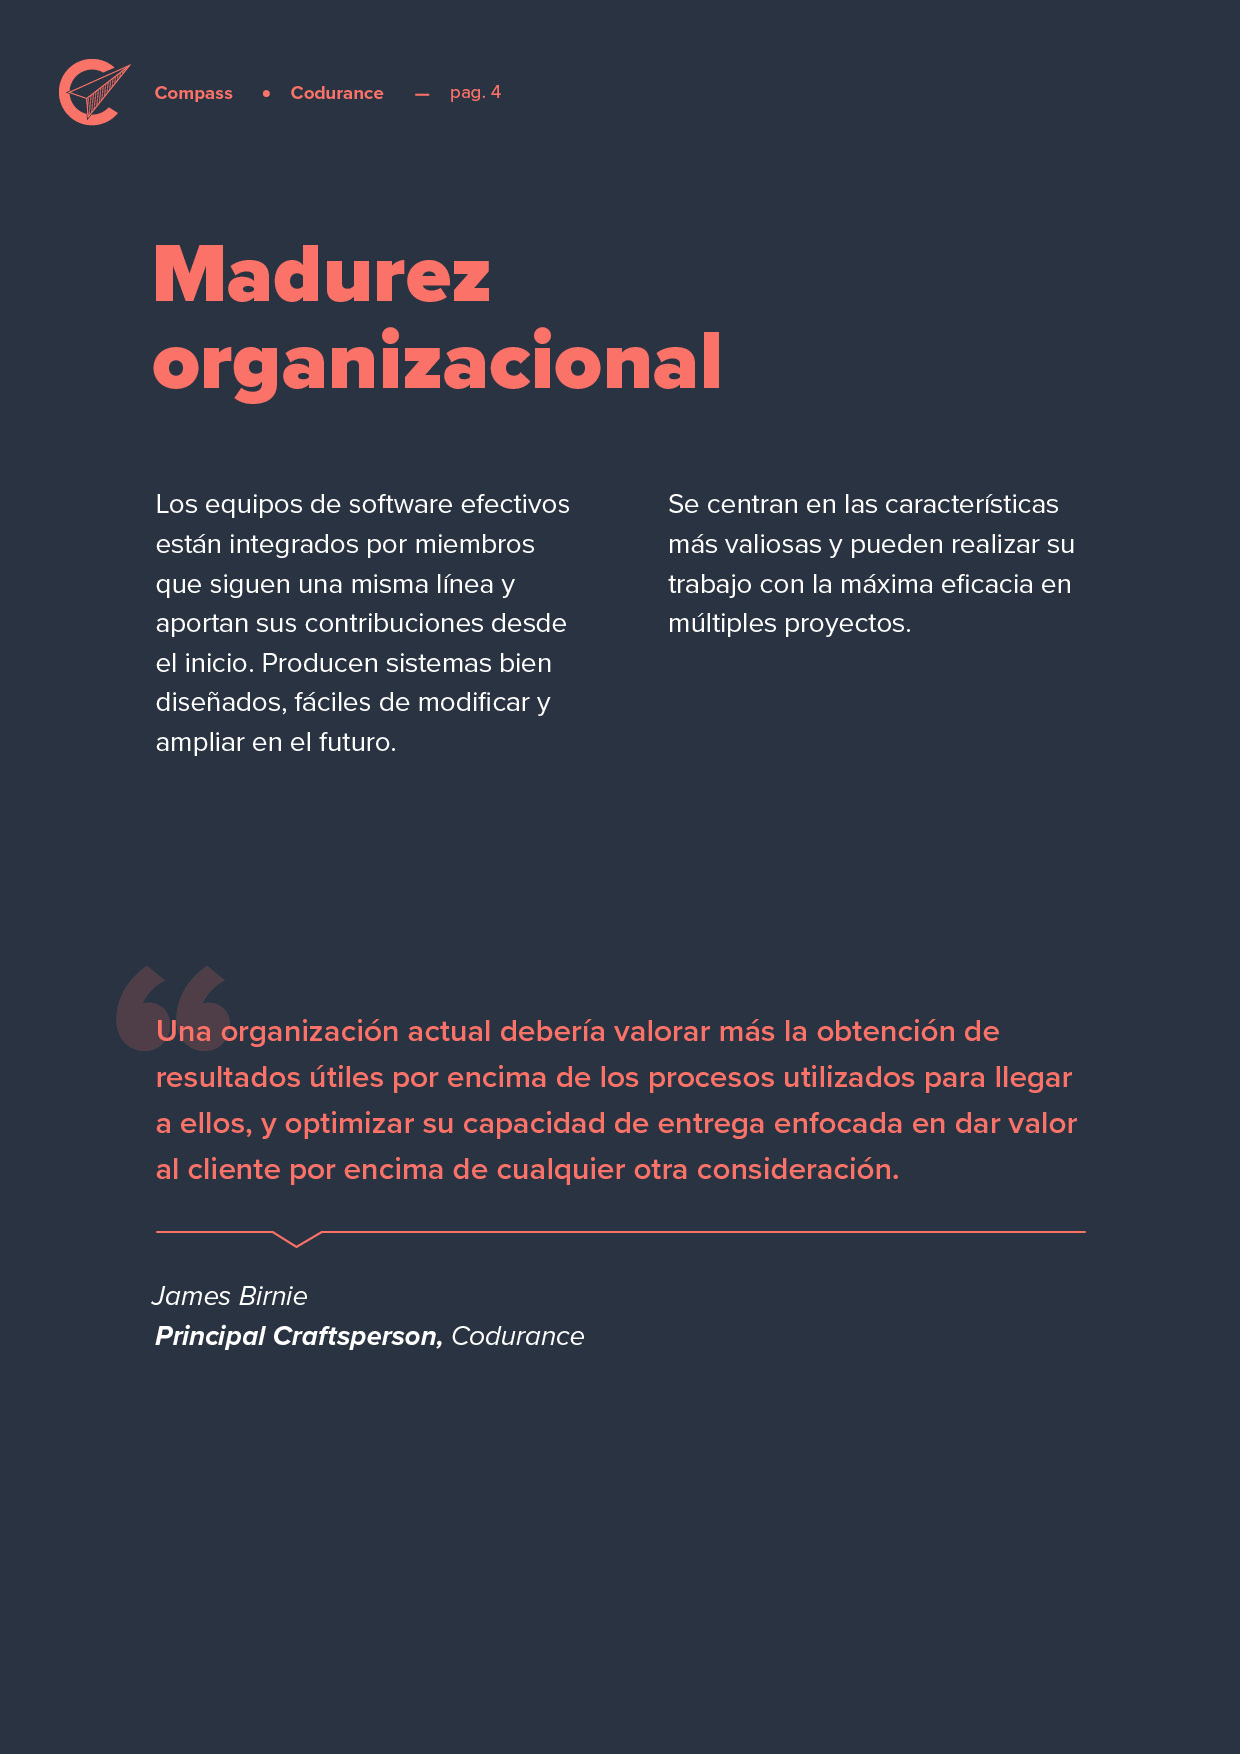 Compass • Codurance — pag. 4
Madurez
organizacional
Los equipos de software efectivos
están integrados por miembros
que siguen una misma línea y
aportan sus contribuciones desde
el inicio. Producen sistemas bien
diseñados, fáciles de modificar y
ampliar en el futuro.
Se centran en las características
más valiosas y pueden realizar su
trabajo con la máxima eficacia en
múltiples proyectos.
“
Una organización actual debería valorar más la obtención de
resultados útiles por encima de los procesos utilizados para llegar
a ellos, y optimizar su capacidad de entrega enfocada en dar valor
al cliente por encima de cualquier otra consideración.
James Birnie
Principal Craftsperson, Codurance